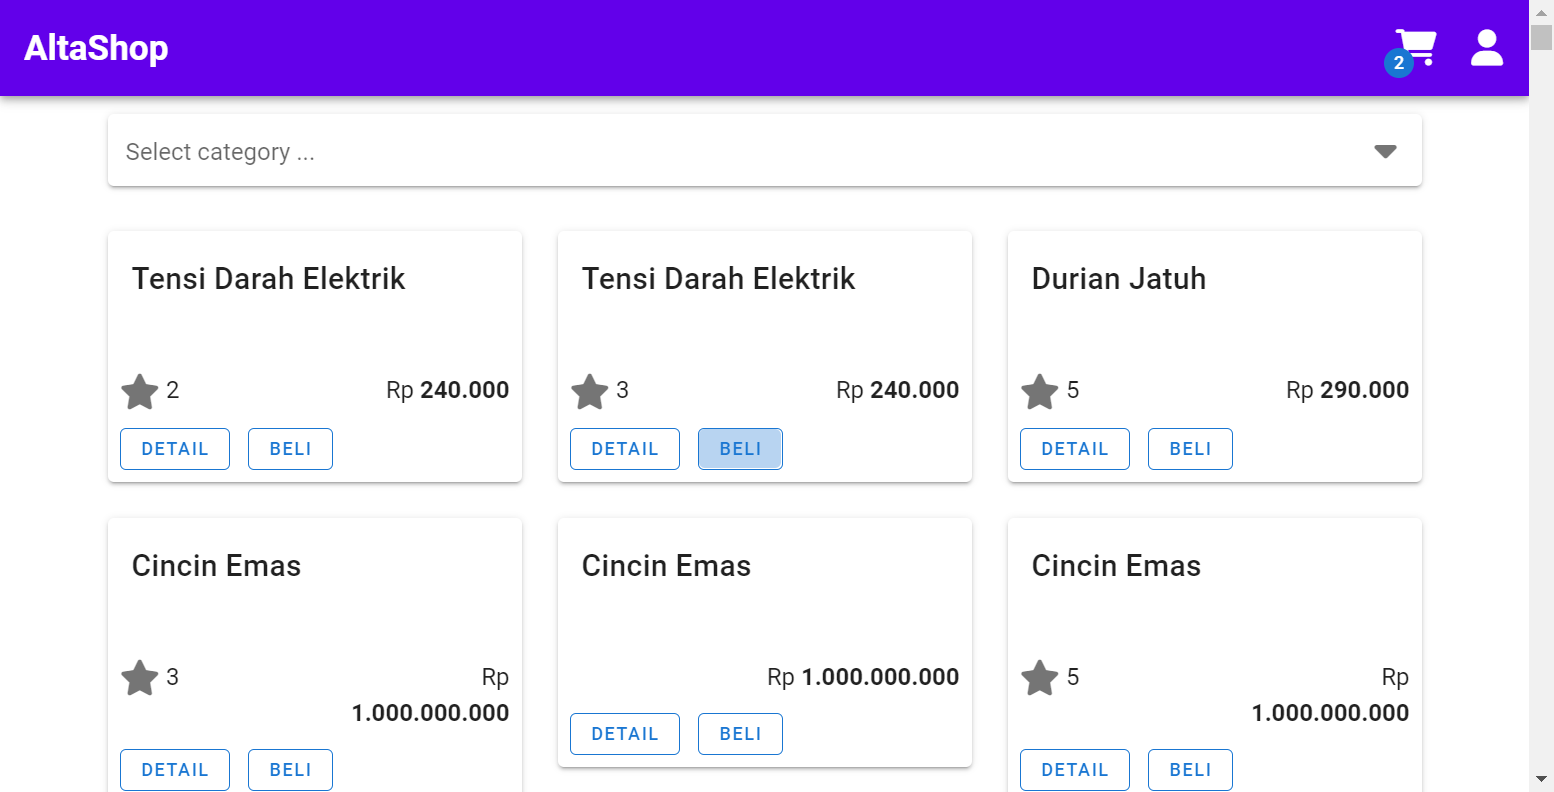 AltaShop
2
Select category ...
Tensi Darah Elektrik
2
Rp 240.000
DETAIL
BELI
Tensi Darah Elektrik
3
Rp 240.000
DETAIL
BELI
Durian Jatuh
5
Rp 290.000
DETAIL
BELI
Cincin Emas
3
Rp
1.000.000.000
DETAIL
BELI
Cincin Emas
Rp 1.000.000.000
DETAIL
BELI
Cincin Emas
5
Rp
1.000.000.000
DETAIL
BELI